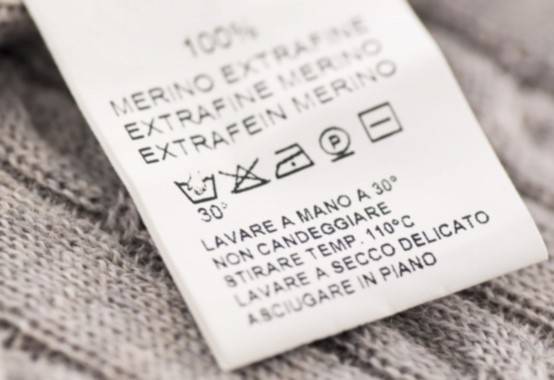 100%
MERINO EXTRAFINE
EXTRAFINE MERINO
EXTRAFEIN MERINO
P
30°
LAVARE A MANO A 30°
NON CANDEGGIARE
STIRARE TEMP. 110°C
LAVARE A SECCO DELICATO
ASCIUGARE IN PIANO